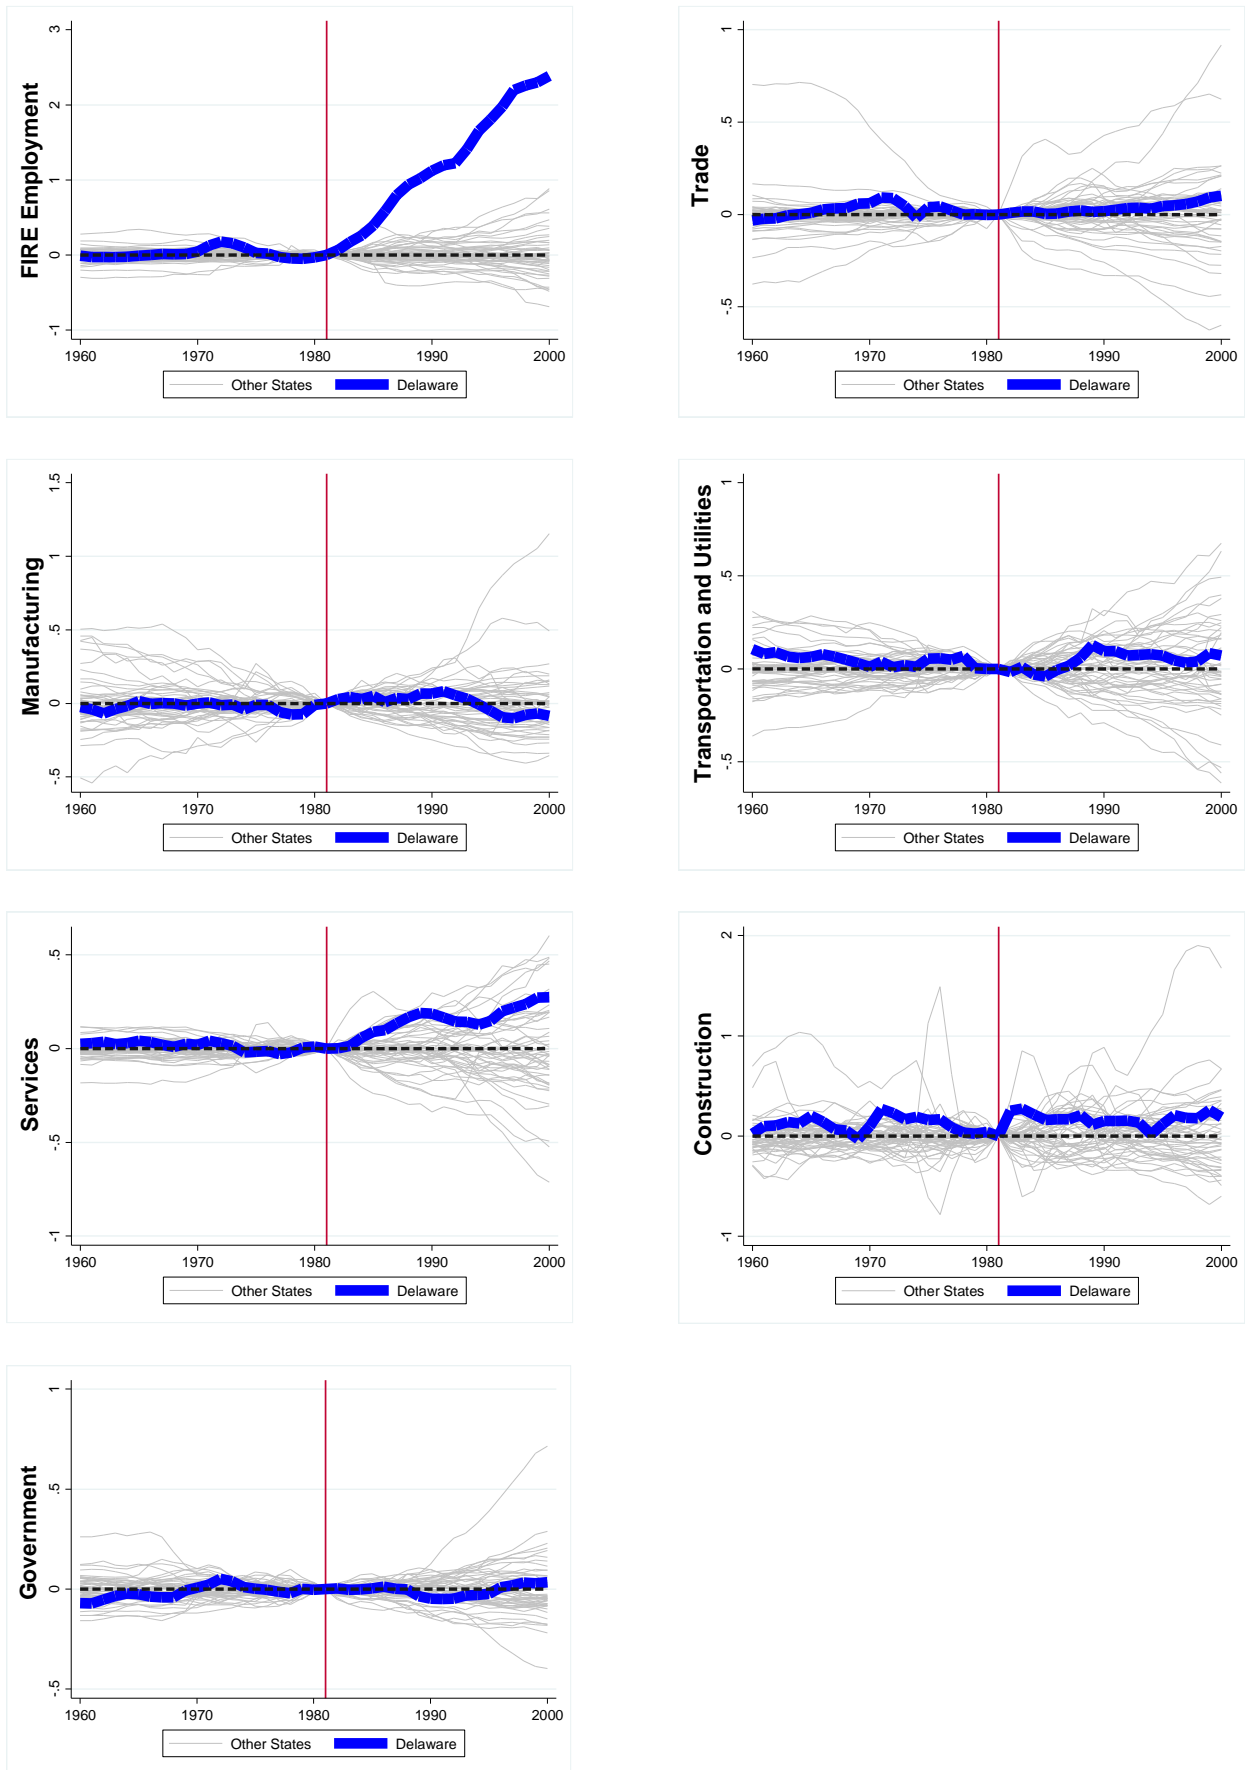 FIRE Employment
3
2
1
0
-1
1960 1970 1980 1990 2000
Other States Delaware
Trade
1
.5
0
-.5
1960 1970 1980 1990 2000
Other States Delaware
Manufacturing
1.5
1
.5
0
-.5
1960 1970 1980 1990 2000
Other States Delaware
Transportation and Utilities
1
.5
0
-.5
1960 1970 1980 1990 2000
Other States Delaware
Services
.5
0
-.5
-1
1960 1970 1980 1990 2000
Other States Delaware
Construction
2
1
0
-1
1960 1970 1980 1990 2000
Other States Delaware
Government
1
.5
0
-.5
1960 1970 1980 1990 2000
Other States Delaware